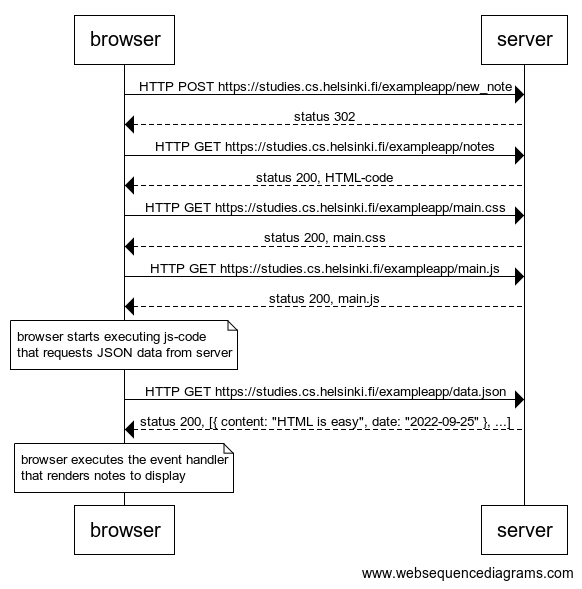 browser
server
HTTP POST https://studies.cs.helsinki.fi/exampleapp/new_note
status 302
HTTP GET https://studies.cs.helsinki.fi/exampleapp/notes
status 200, HTML-code
HTTP GET https://studies.cs.helsinki.fi/exampleapp/main.css
status 200, main.css
HTTP GET https://studies.cs.helsinki.fi/exampleapp/main.js
status 200, main.js
browser starts executing js-code
that requests JSON data from server
HTTP GET https://studies.cs.helsinki.fi/exampleapp/data.json
status 200, [{ content: "HTML is easy", date: "2022-09-25" }, ...]
browser executes the event handler
that renders notes to display
browser
server
www.websequencediagrams.com